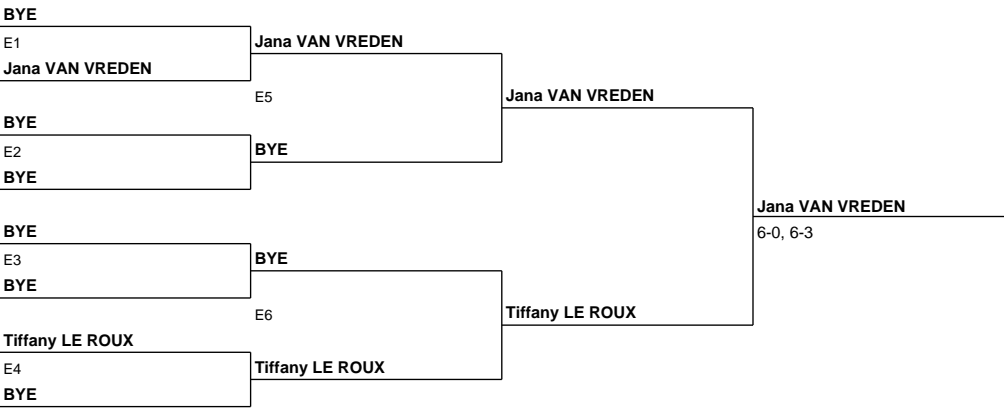 BYE
E1
Jana VAN VREDEN
BYE
E2
BYE
BYE
E3
BYE
Tiffany LE ROUX
E4
BYE
Jana VAN VREDEN
E5
BYE
BYE
E6
Tiffany LE ROUX
Jana VAN VREDEN
Tiffany LE ROUX
Jana VAN VREDEN
6-0, 6-3